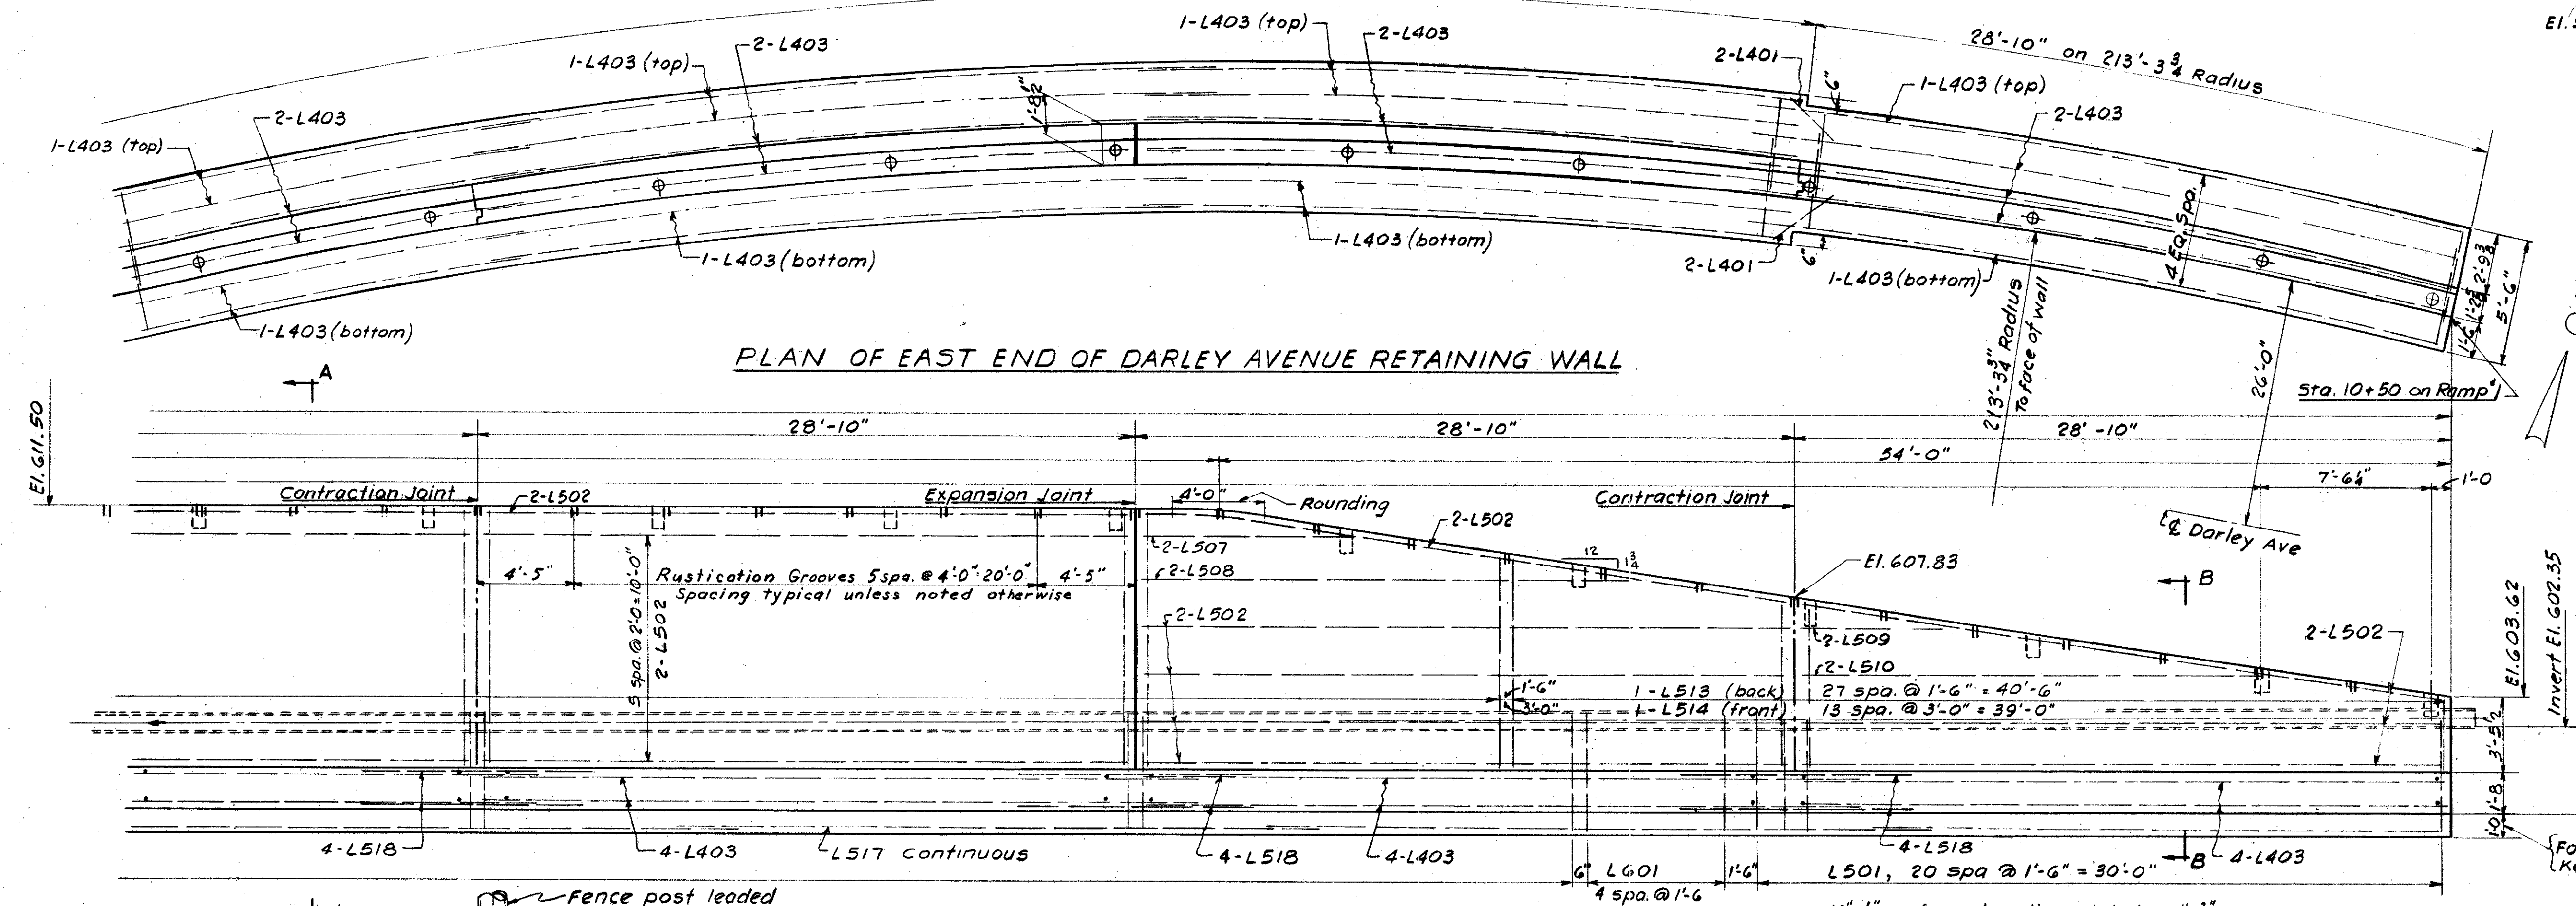 1-L403 (top)
2-L403
1-L403 (top)
2-L403
1-L403 (top)
2-L403
1'-8½"
2-L401
6"
28'-10" on 213'-3¾ Radius
1-L403 (top)
2-L403
El.
1-L403 (bottom)
1-L403 (bottom)
1-L403 (bottom)
2-L401
6"
1-L403 (bottom)
4 EQ. Spa.
213'-3¾" Radius
To face of wall
26'-0"
2'-9⅜
1'-2⅝
1'-6
5'-6"
Sta. 10+50 on Ramp
PLAN OF EAST END OF DARLEY AVENUE RETAINING WALL
A
El. 611.50
28'-10"
28'-10"
28'-10"
54'-0"
7'-6¼"
1'-0
Contraction Joint
2-L502
Expansion Joint
4'-0"
Rounding
Contraction Joint
2-L502
℄ Darley Ave
4'-5"
Rustication Grooves 5 spa. @ 4'-0" = 20'-0"
Spacing typical unless noted otherwise
4'-5"
2-L507
2-L508
12
1¾
El. 607.83
B
5 spa. @ 2'-0 = 10'-0"
2-L502
2-L502
2-L509
2-L510
2-L502
El. 603.62
Invert El. 602.35
1'-6"
3'-0"
1-L513 (back)
27 spa. @ 1'-6" = 40'-6"
1-L514 (front)
13 spa. @ 3'-0" = 39'-0"
3'-5½
1'-8
1'-0
4-L518
4-L403
L517 Continuous
4-L518
4-L403
4-L518
B
4-L403
6"
L601
4 spa. @ 1'-6
1'-6"
L501, 20 spa @ 1'-6" = 30'-0"
Fence post leaded